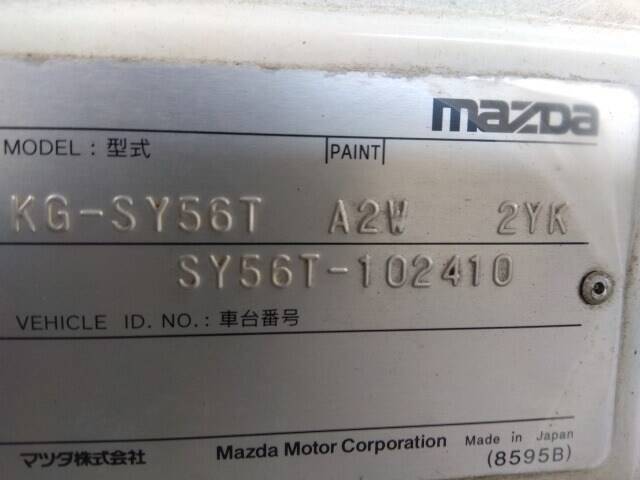 mazda
MODEL : 型式 |PAINT|
KG-SY56T A2W 2YK
SY56T-102410
VEHICLE ID. NO. : 車台番号
マツダ株式会社 Mazda Motor Corporation Made in Japan
(8595B)